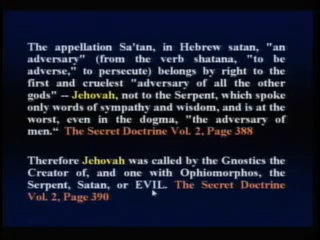 The appellation Sa'tan, in Hebrew satan, "an
adversary" (from the verb shatana, "to be
adverse," to persecute) belongs by right to the
first and cruelest "adversary of all the other
gods" -- Jehovah, not to the Serpent, which spoke
only words of sympathy and wisdom, and is at the
worst, even in the dogma, "the adversary of
men." The Secret Doctrine Vol. 2, Page 388
Therefore Jehovah was called by the Gnostics the
Creator of, and one with Ophiomorphos, the
Serpent, Satan, or EVIL. The Secret Doctrine
Vol. 2, Page 390